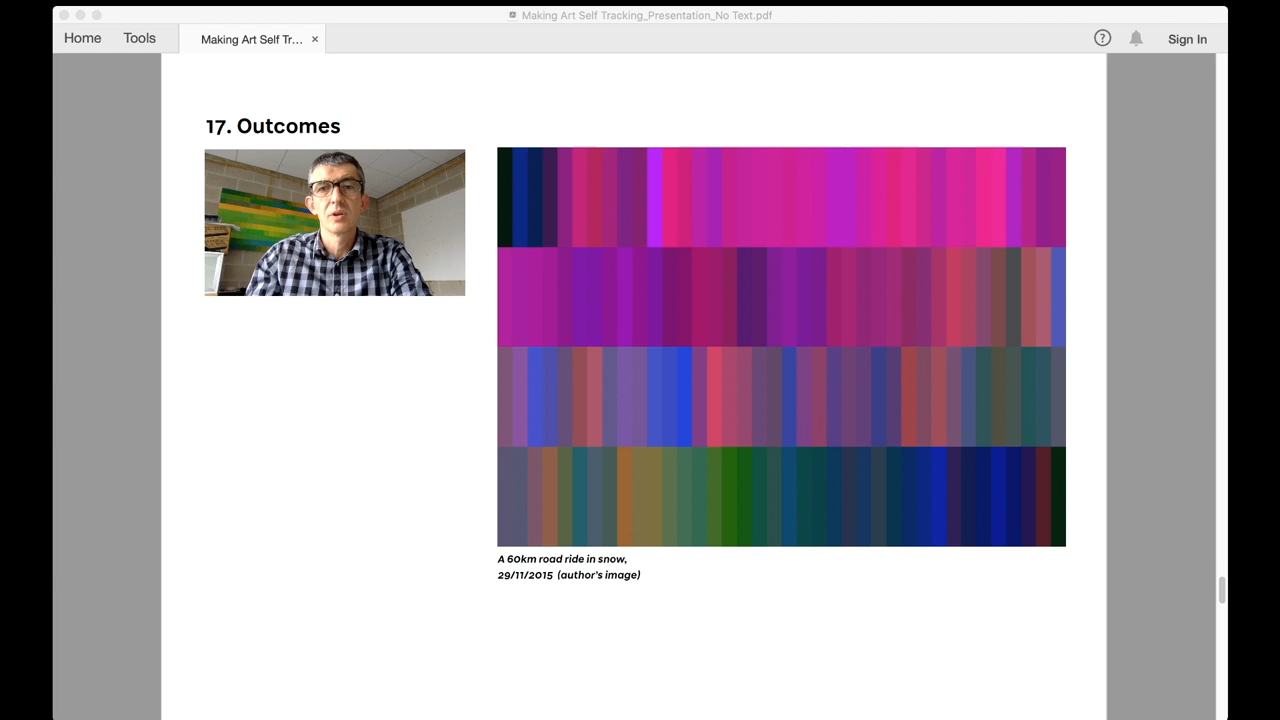 Making Art Self Tracking_Presentation_No Text.pdf
Home
Tools
Making Art Self Tr... ×
?
Sign In
17. Outcomes
A 60km road ride in snow,
29/11/2015 (author's image)